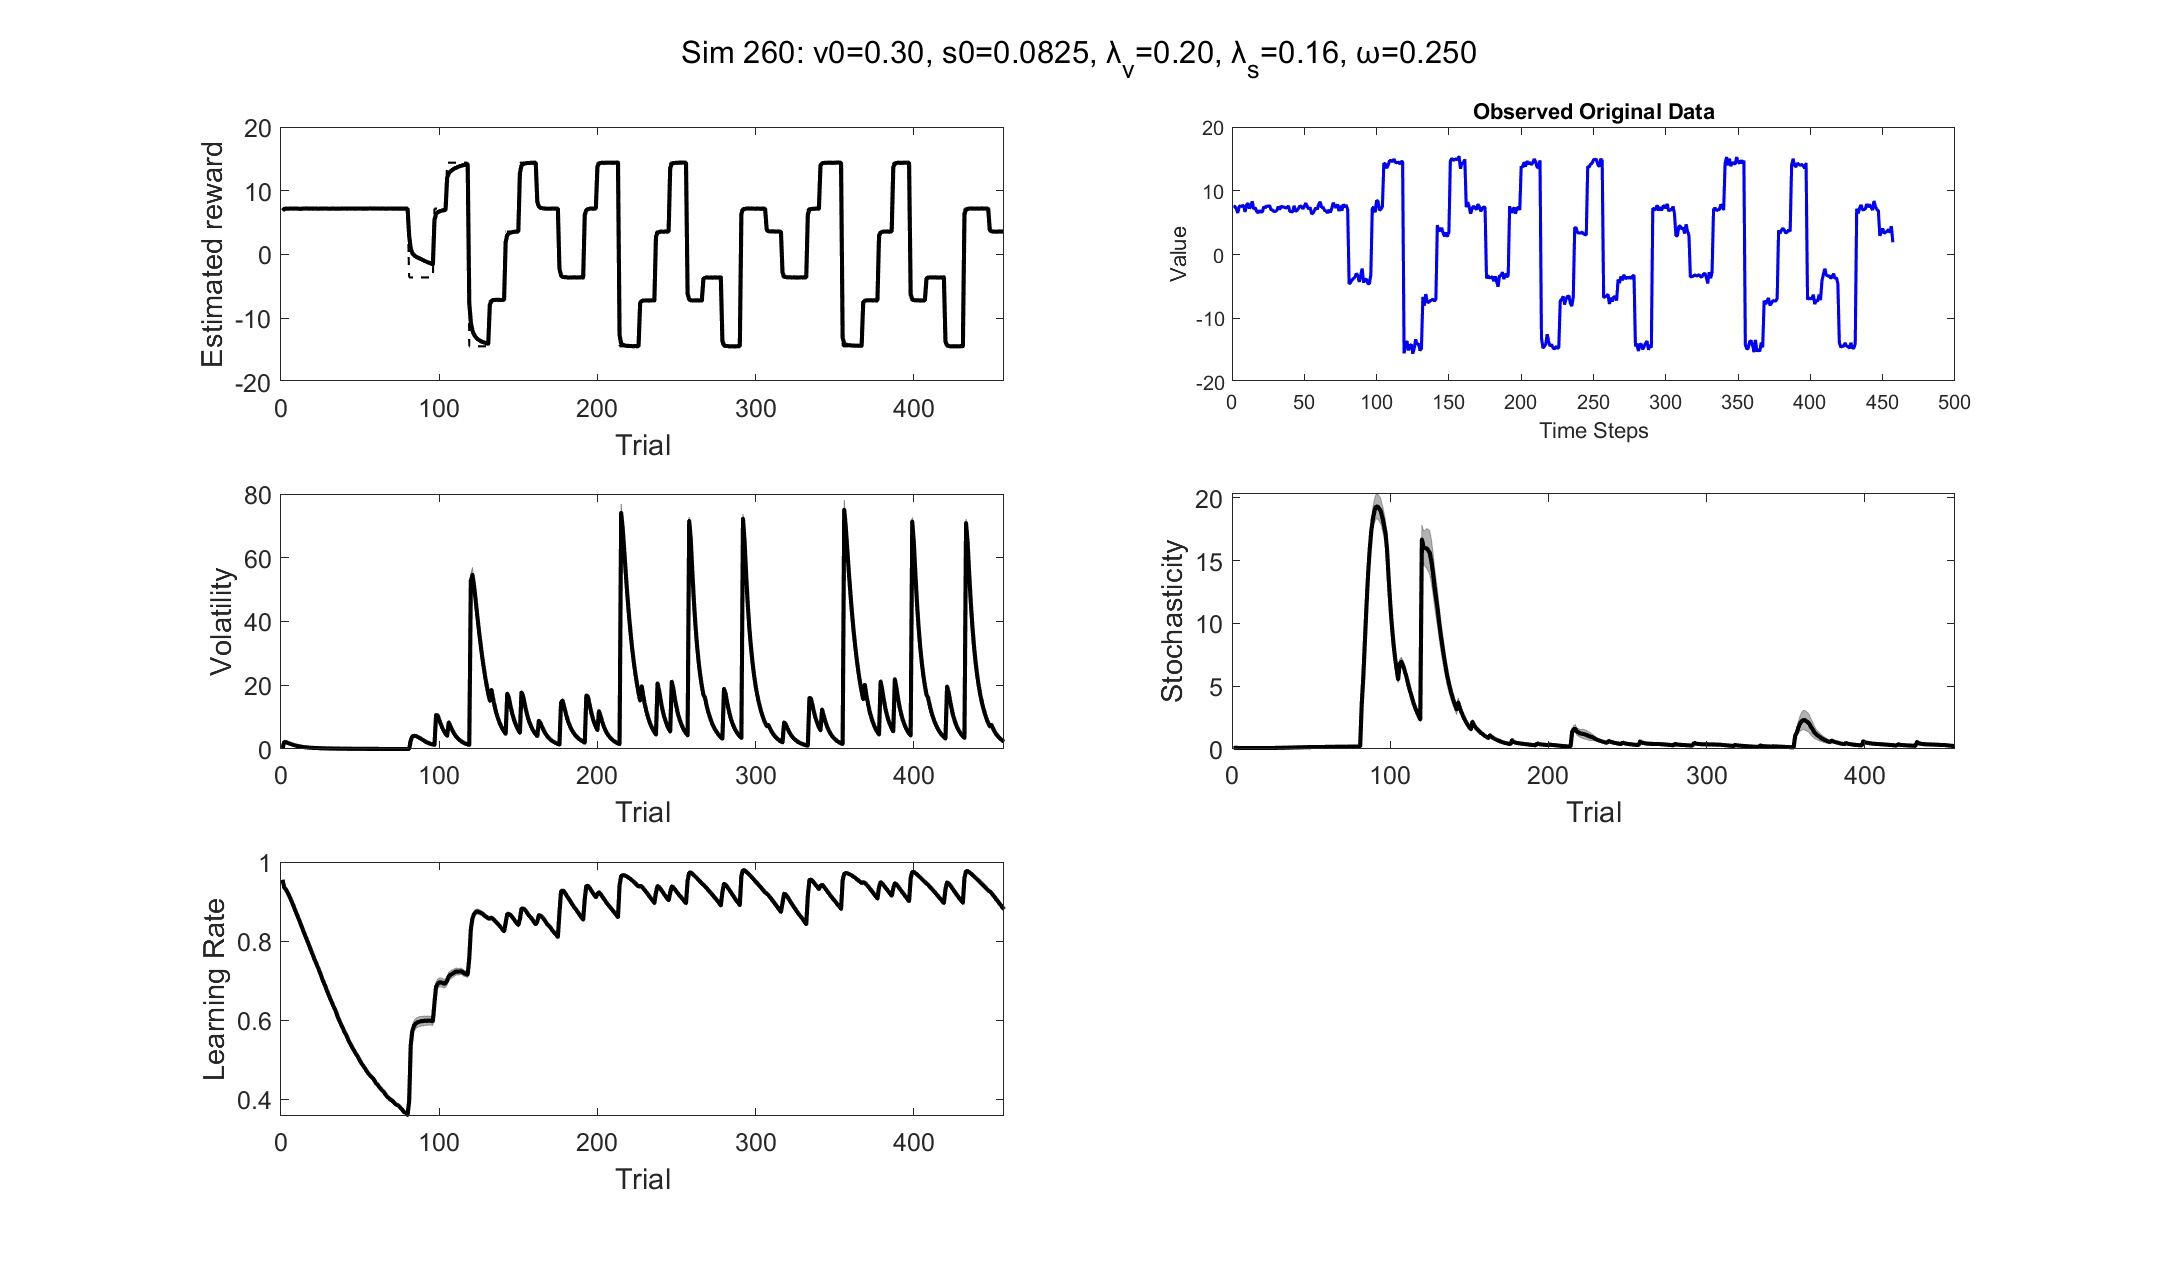 Sim 260: v0=0.30, s0=0.0825, λ_v=0.20, λ_s=0.16, ω=0.250
Estimated reward
20
10
0
-10
-20
0 100 200 300 400
Trial
Observed Original Data
Value
20
10
0
-10
-20
0 50 100 150 200 250 300 350 400 450 500
Time Steps
Volatility
80
60
40
20
0
0 100 200 300 400
Trial
Stochasticity
20
15
10
5
0
0 100 200 300 400
Trial
Learning Rate
1
0.8
0.6
0.4
0 100 200 300 400
Trial